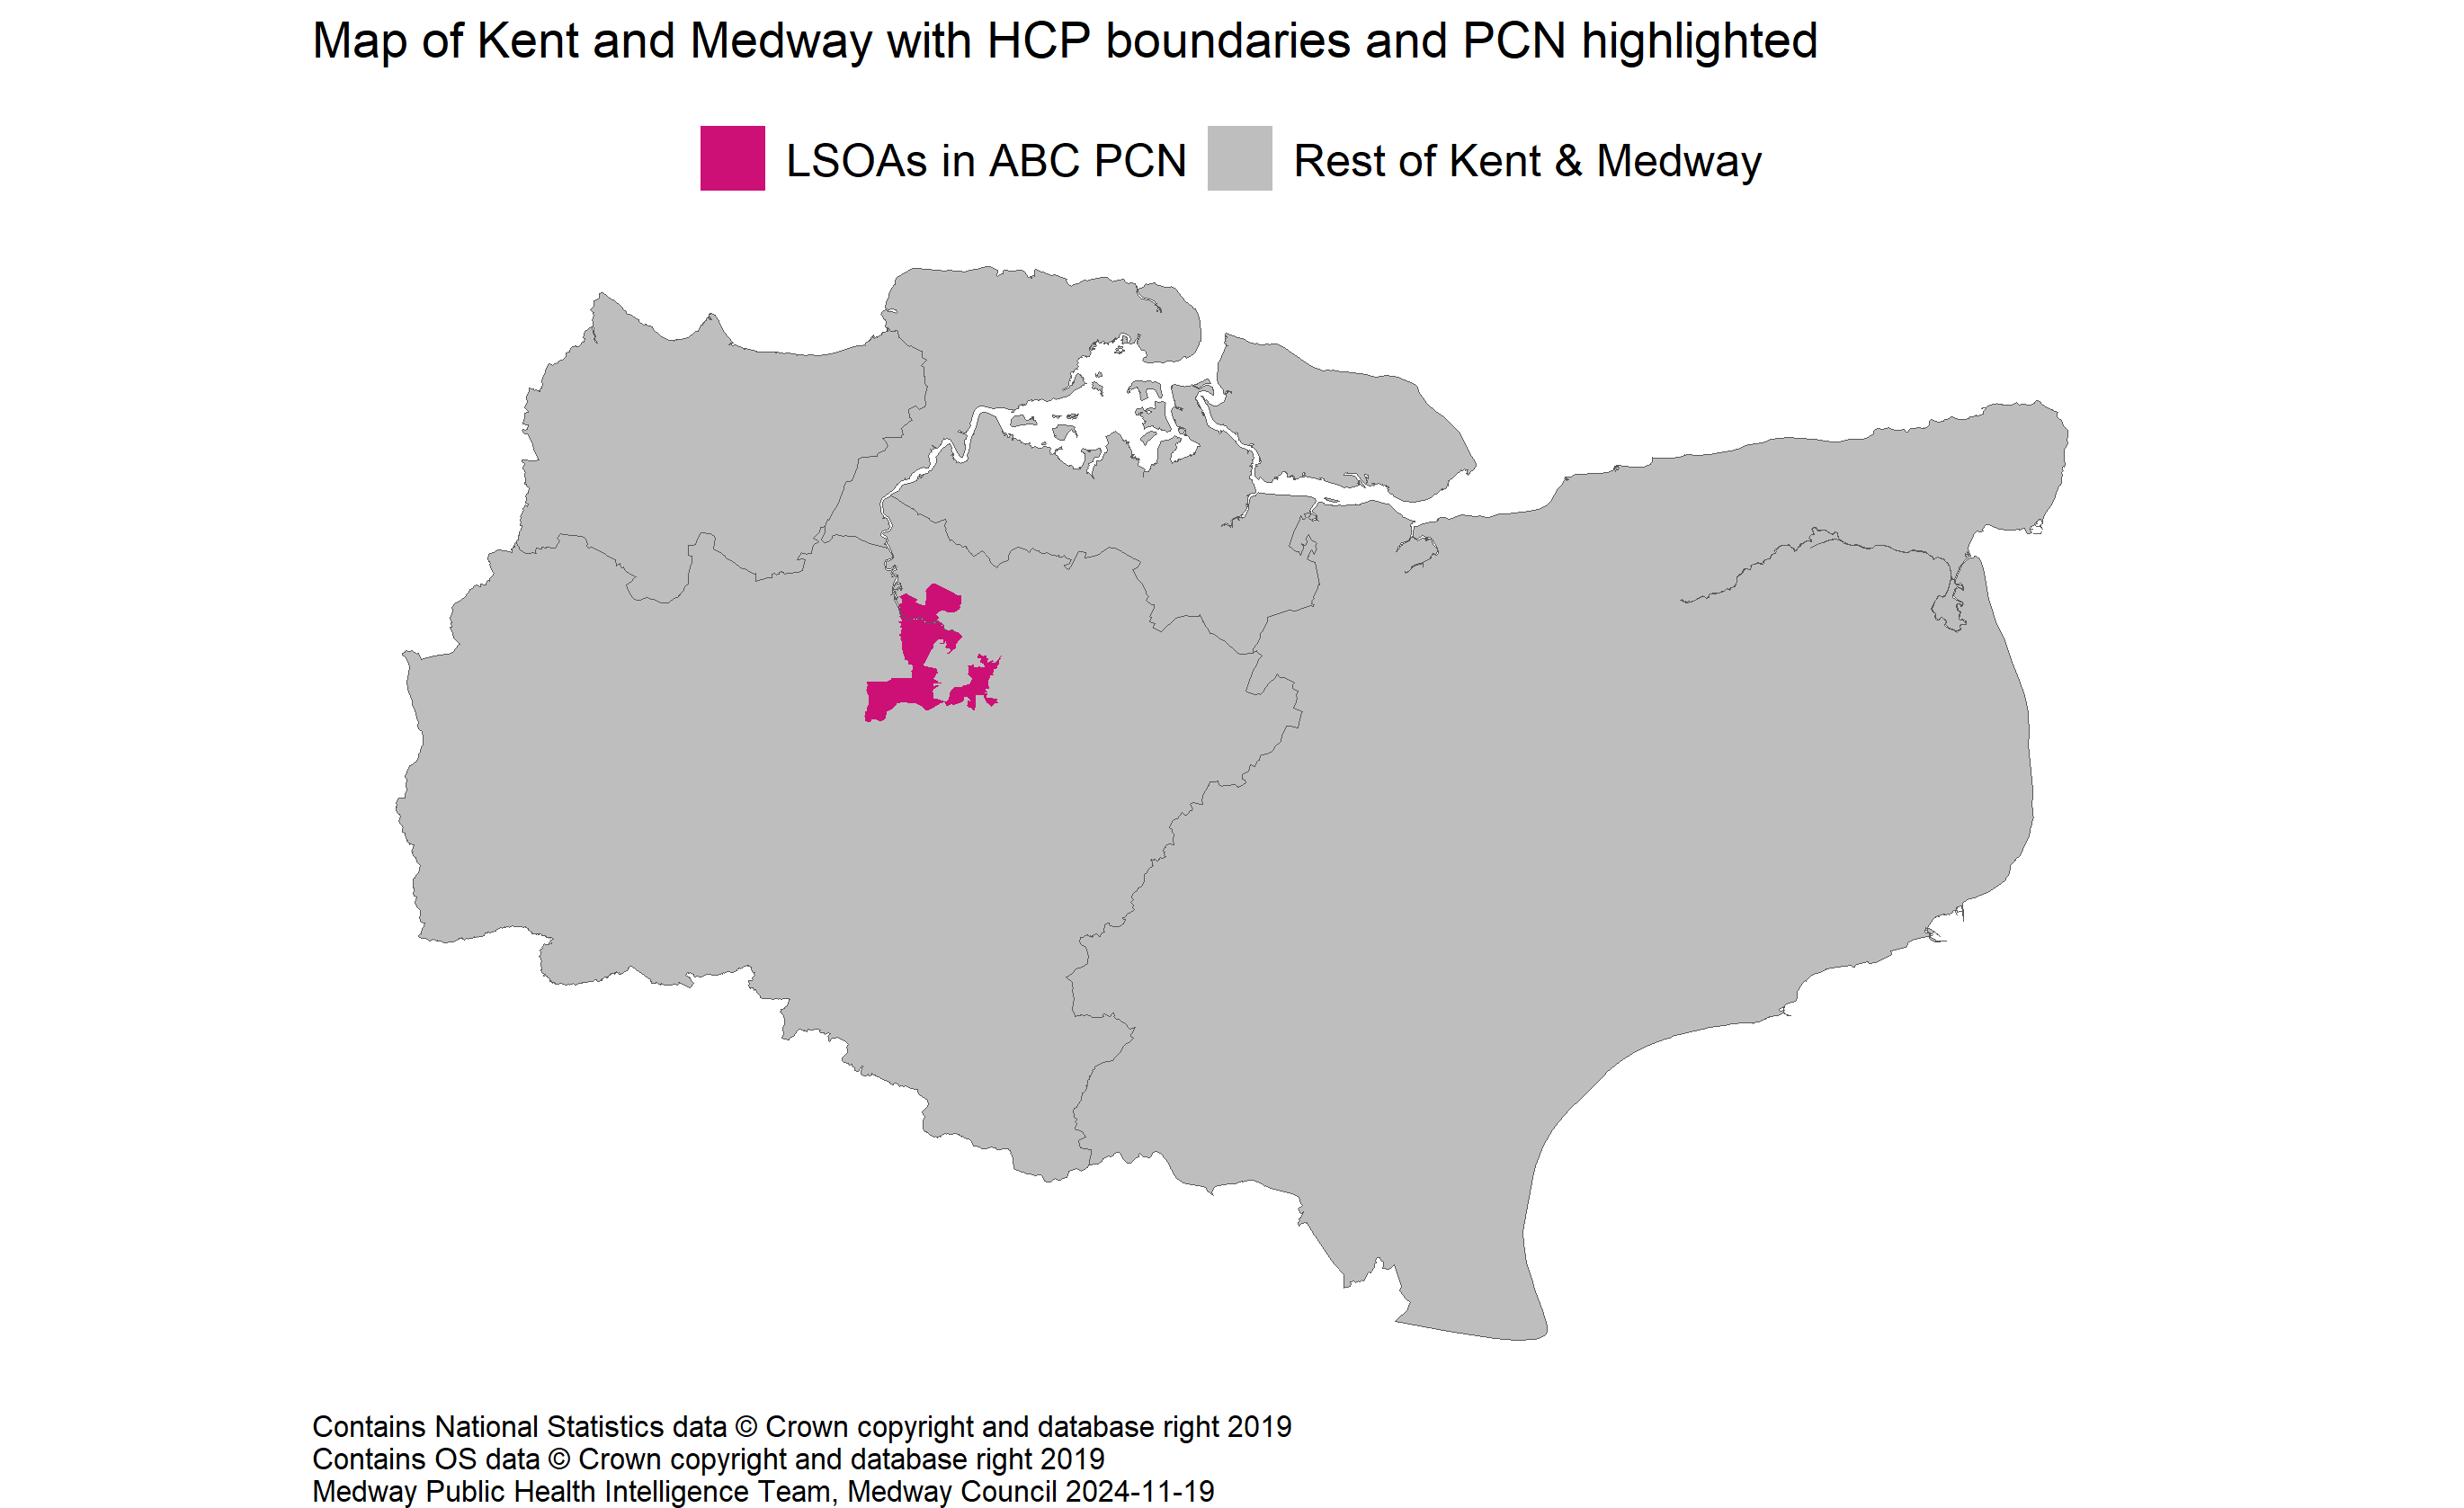 Map of Kent and Medway with HCP boundaries and PCN highlighted
LSOAs in ABC PCN Rest of Kent & Medway
Contains National Statistics data © Crown copyright and database right 2019
Contains OS data © Crown copyright and database right 2019
Medway Public Health Intelligence Team, Medway Council 2024-11-19